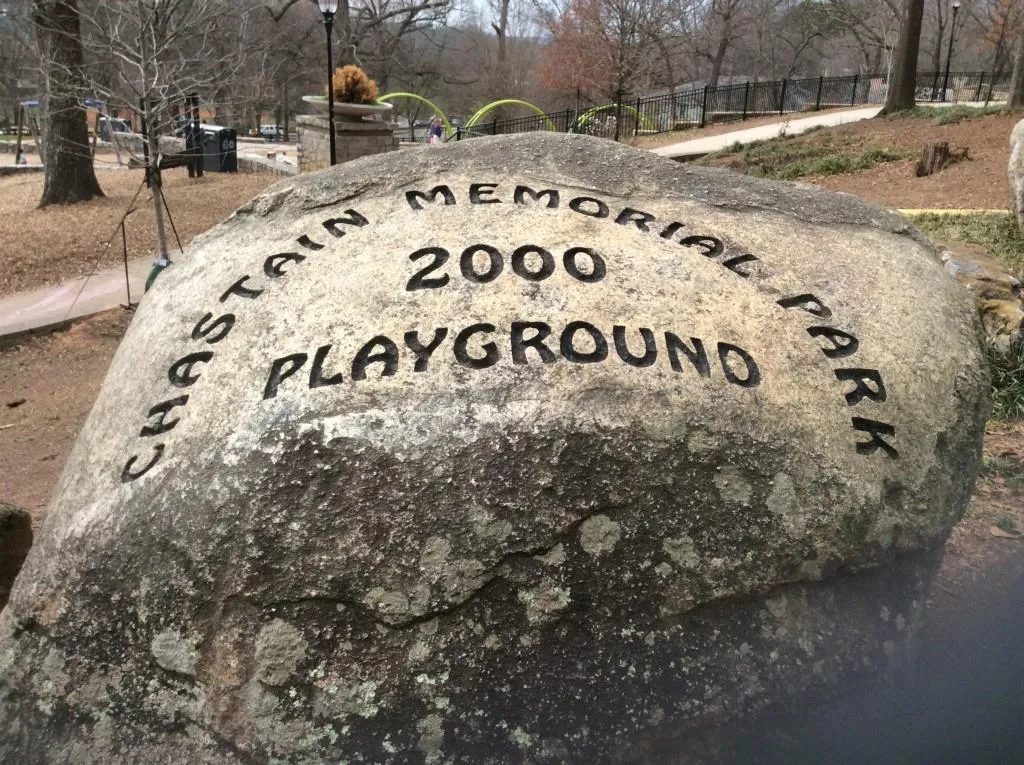 CHASTAIN MEMORIAL PARK
2000
PLAYGROUND